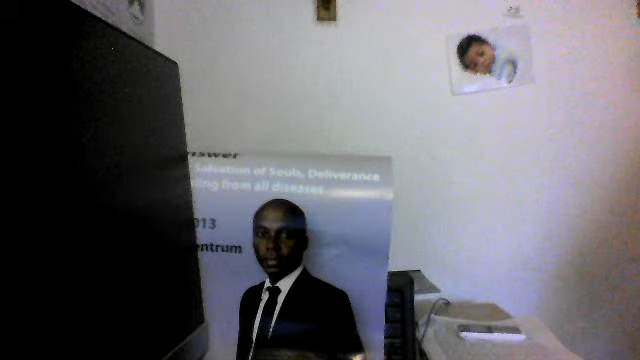 nswer
Salvation of Souls, Deliverance
ling from all diseases
013
entrum